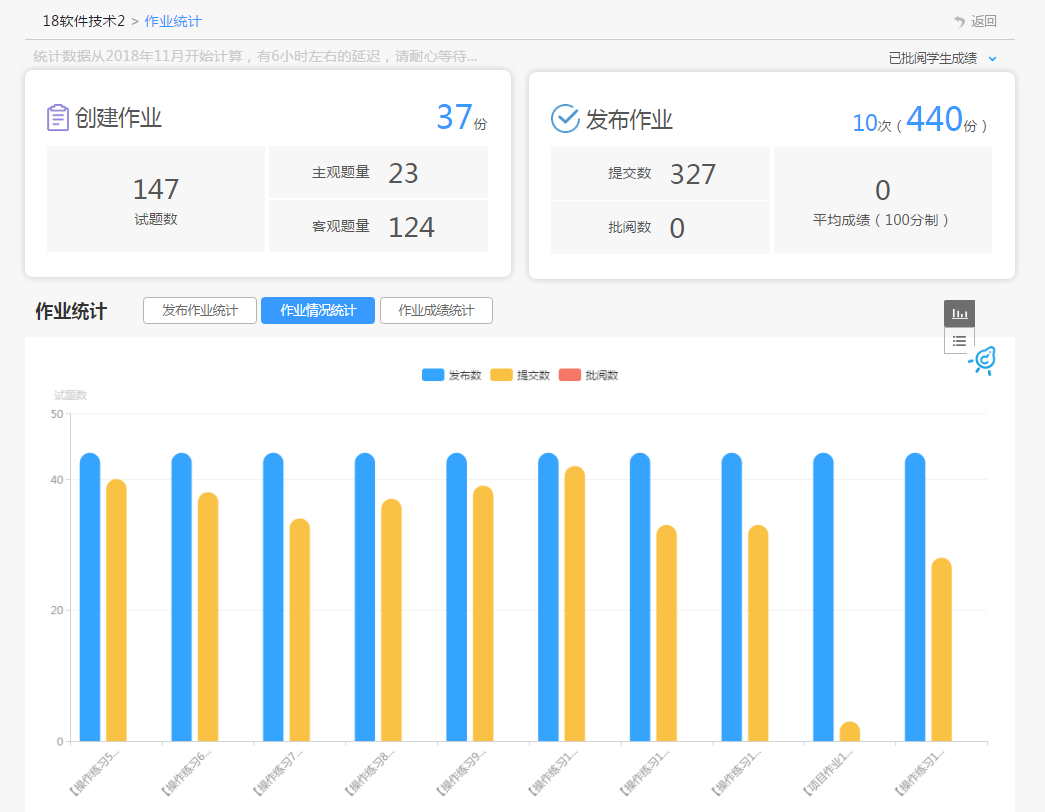 18软件技术2 > 作业统计
返回
统计数据从2018年11月开始计算，有6小时左右的延迟，请耐心等待...
已批阅学生成绩
创建作业
37份
147
试题数
主观题量 23
客观题量 124
发布作业
10次（440份）
提交数 327
批阅数 0
0
平均成绩（100分制）
作业统计
发布作业统计
作业情况统计
作业成绩统计
发布数 提交数 批阅数
试题数
50
40
20
0
【操作练习5...
【操作练习6...
【操作练习7...
【操作练习8...
【操作练习9...
【操作练习1...
【操作练习1...
【操作练习1...
【项目作业1...
【操作练习1...